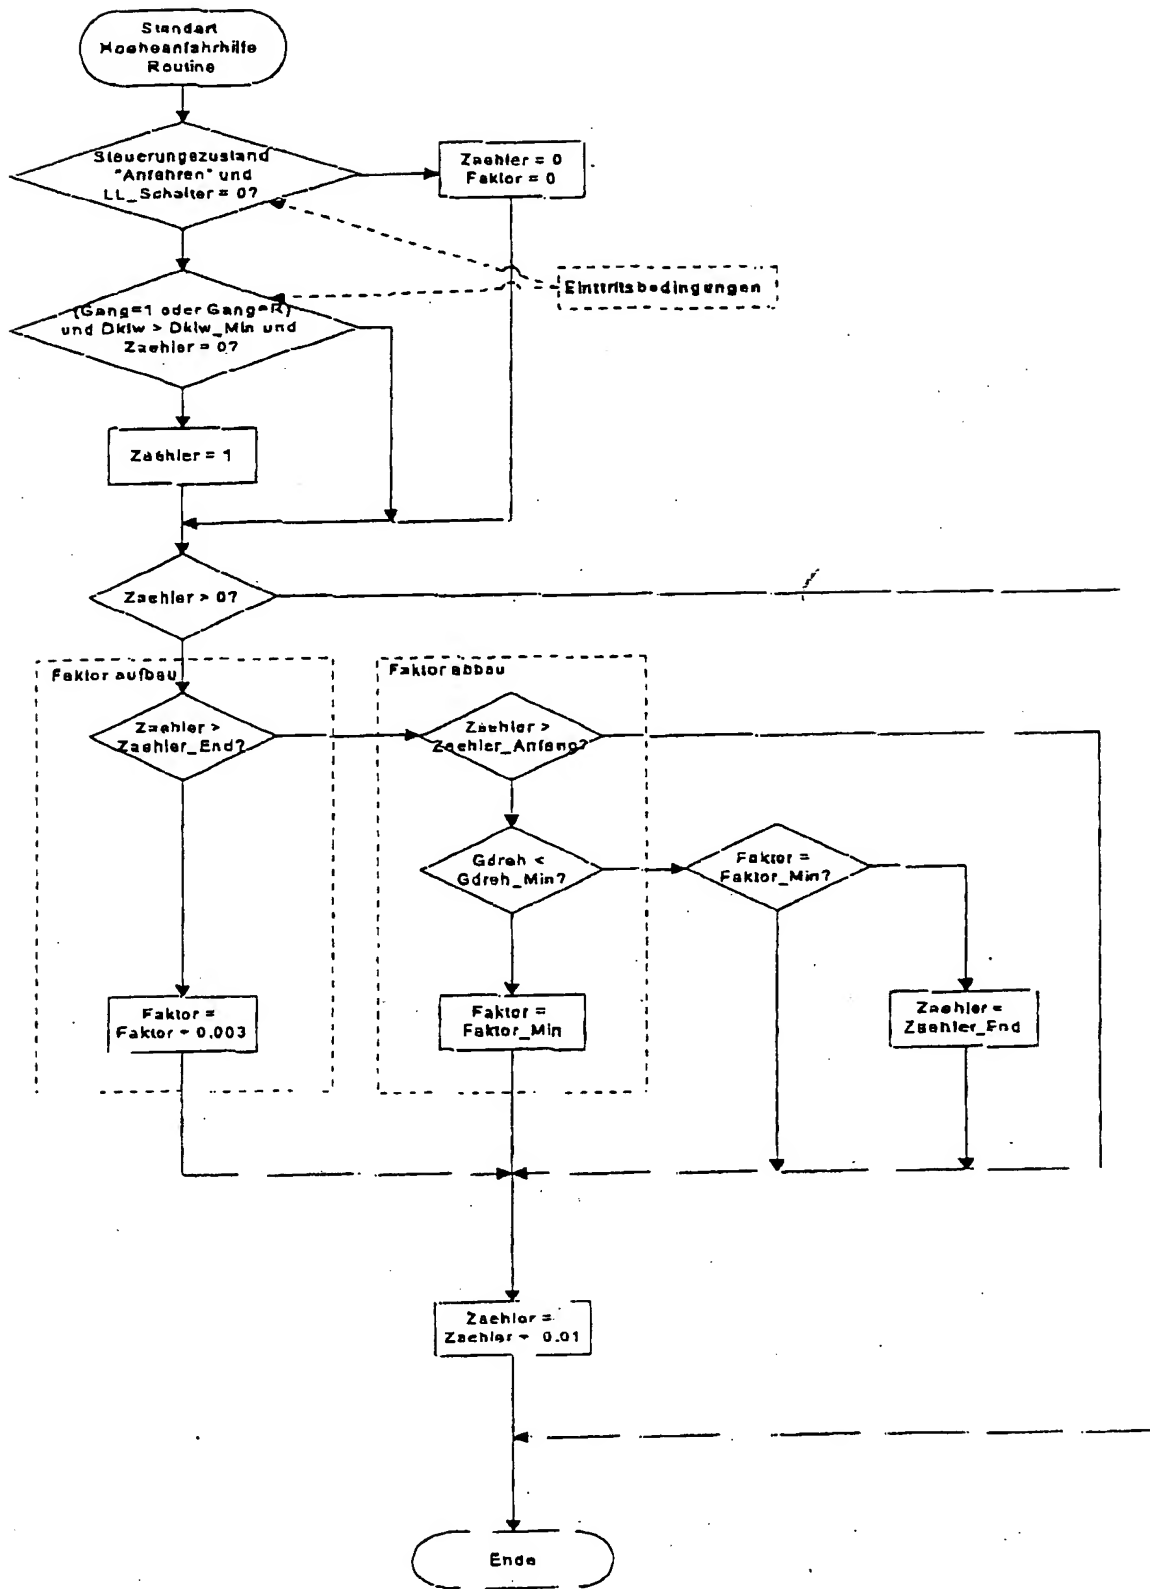 Standart
Hoeheanfahrhilfe
Routine
Steuerungszustand
"Anfahren" und
LL_Schalter = 0?
Zaehler = 0
Faktor = 0
Eintrittsbedingungen
(Gang=1 oder Gang=R)
und Dklw > Dklw_Min und
Zaehler = 0?
Zaehler = 1
Zaehler > 0?
Faktor aufbau
Faktor abbau
Zaehler >
Zaehler_End?
Zaehler >
Zaehler_Anfang?
Gdreh <
Gdreh_Min?
Faktor =
Faktor_Min?
Faktor =
Faktor + 0.003
Faktor =
Faktor_Min
Zaehler =
Zaehler_End
Zaehler =
Zaehler + 0.01
Ende